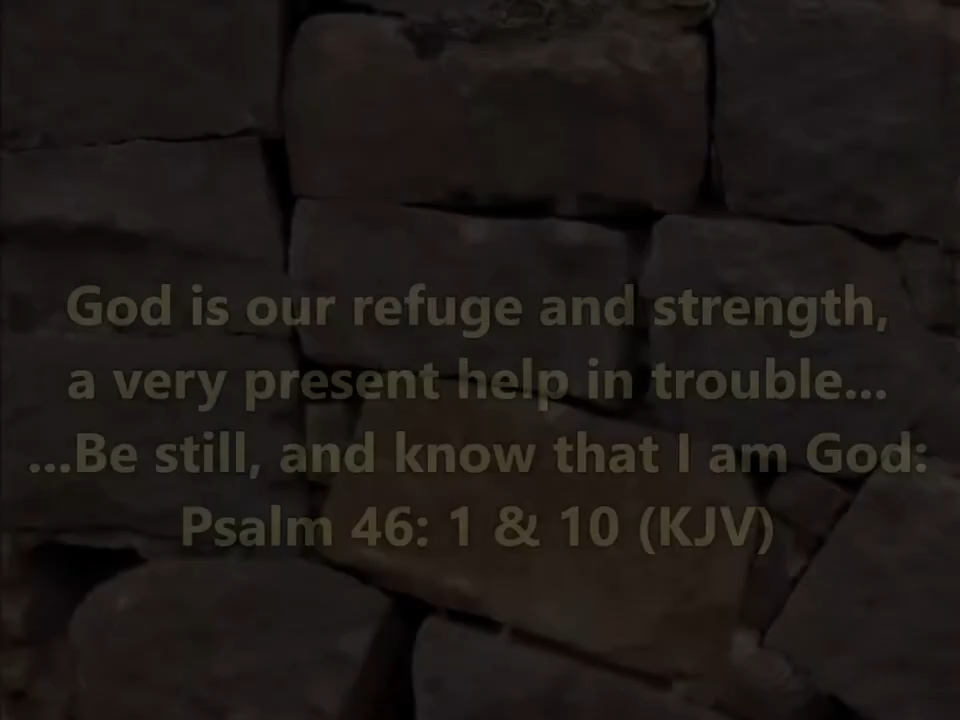 God is our refuge and strength,
a very present help in trouble...
...Be still, and know that I am God:
Psalm 46: 1 & 10 (KJV)